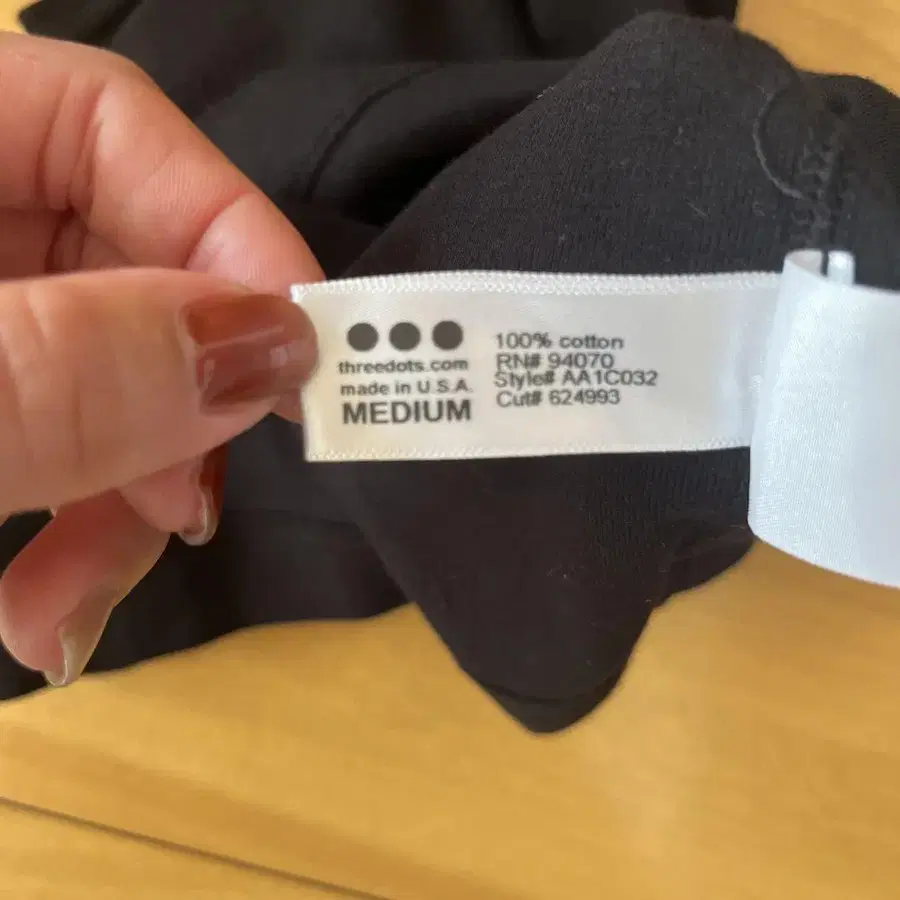 threedots.com
made in U.S.A.
MEDIUM
100% cotton
RN# 94070
Style# AA1C032
Cut# 624993